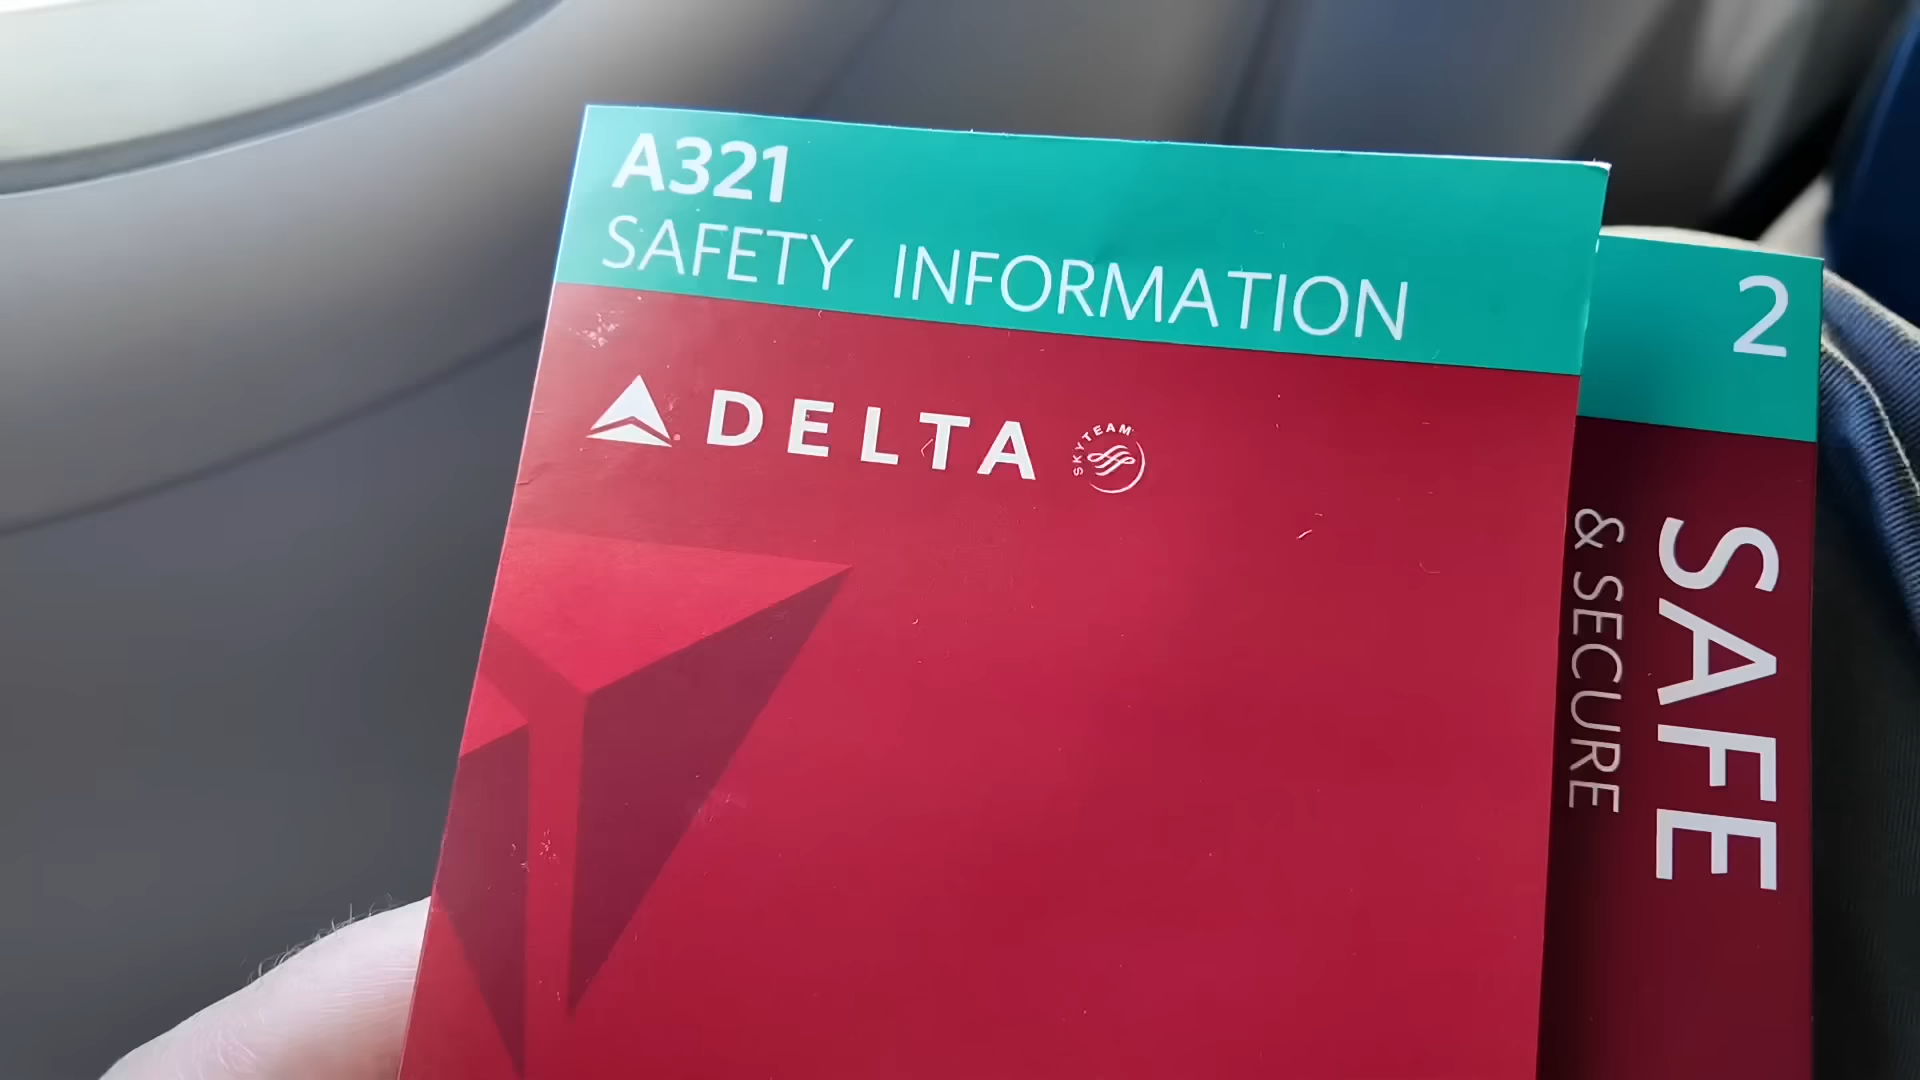 A321
SAFETY INFORMATION
DELTA
SKYTEAM
2
SAFE
& SECURE